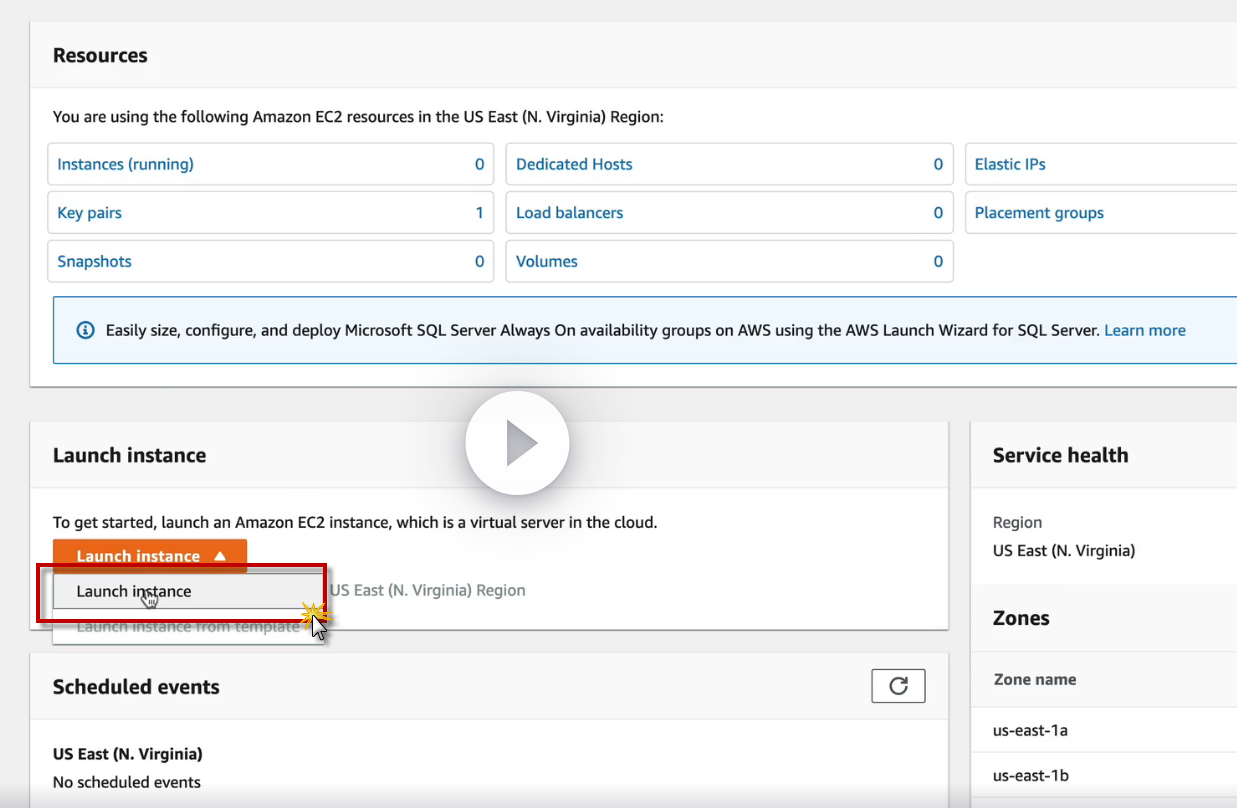 Resources
You are using the following Amazon EC2 resources in the US East (N. Virginia) Region:
Instances (running) 0 Dedicated Hosts 0 Elastic IPs
Key pairs 1 Load balancers 0 Placement groups
Snapshots 0 Volumes 0
Easily size, configure, and deploy Microsoft SQL Server Always On availability groups on AWS using the AWS Launch Wizard for SQL Server. Learn more
Launch instance
To get started, launch an Amazon EC2 instance, which is a virtual server in the cloud.
Launch instance
Launch instance
US East (N. Virginia) Region
Launch instance from template
Scheduled events
US East (N. Virginia)
No scheduled events
Service health
Region
US East (N. Virginia)
Zones
Zone name
us-east-1a
us-east-1b